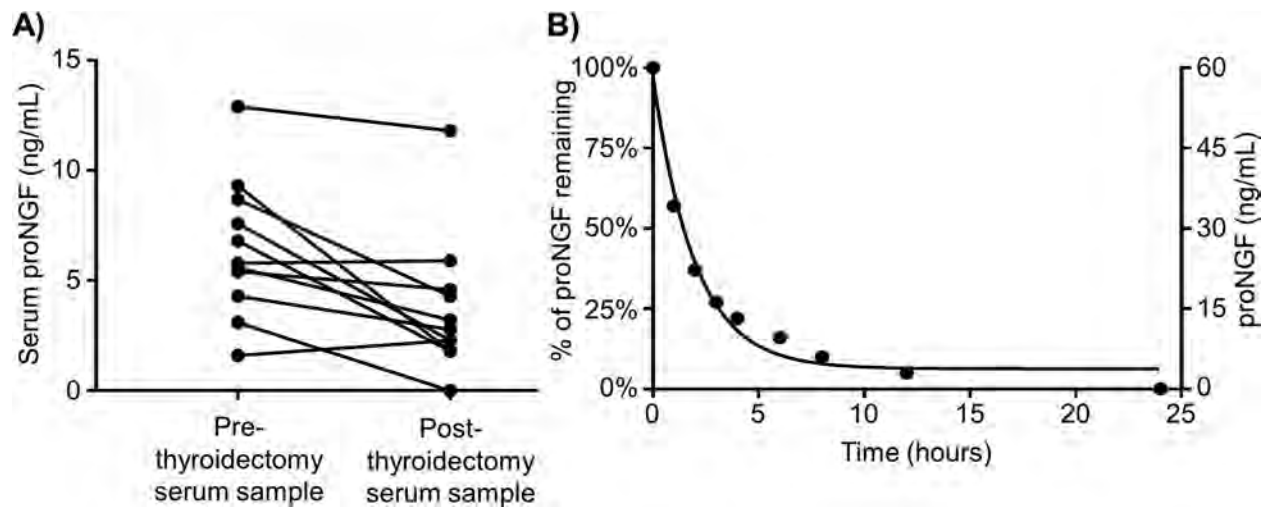 A)
Serum proNGF (ng/mL)
15
10
5
0
Pre-
thyroidectomy
serum sample
Post-
thyroidectomy
serum sample
B)
% of proNGF remaining
100%
75%
50%
25%
0%
60
45
30
15
0
proNGF (ng/mL)
0
5
10
15
20
25
Time (hours)